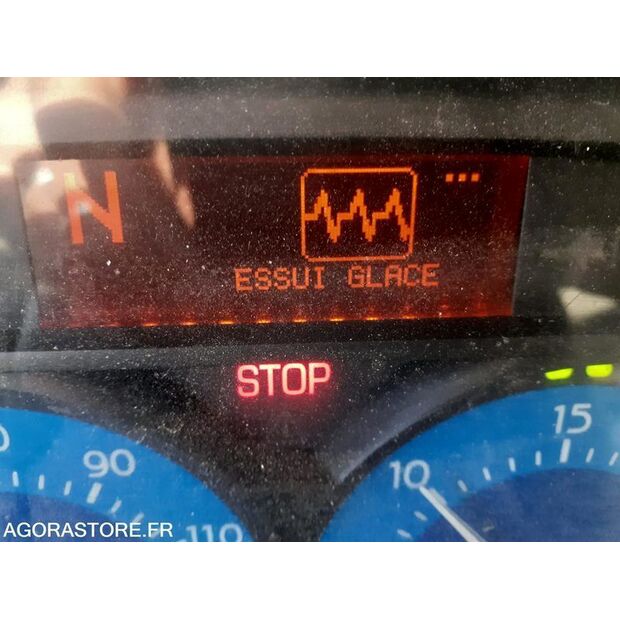 N
...
ESSUI GLACE
STOP
90
110
10
15
AGORASTORE.FR